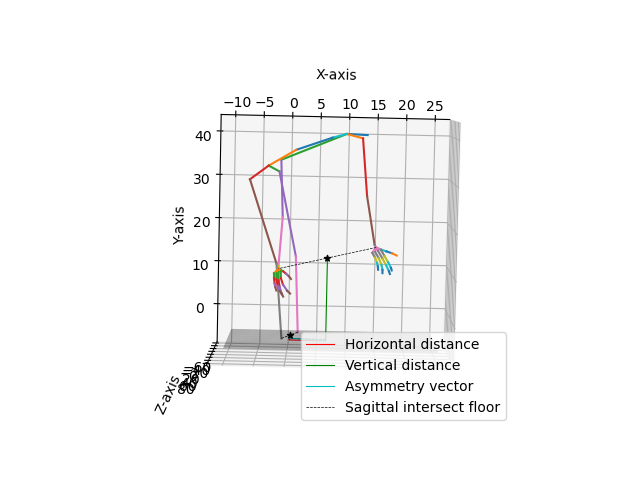 X-axis
−10 −5 0 5 10 15 20 25
40
30
20
10
0
Y-axis
Z-axis
Horizontal distance
Vertical distance
Asymmetry vector
Sagittal intersect floor